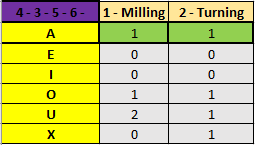 4 - 3 - 5 - 6 - 1 - Milling 2 - Turning
A 1 1
E 0 0
I 0 0
O 1 1
U 2 1
X 0 1